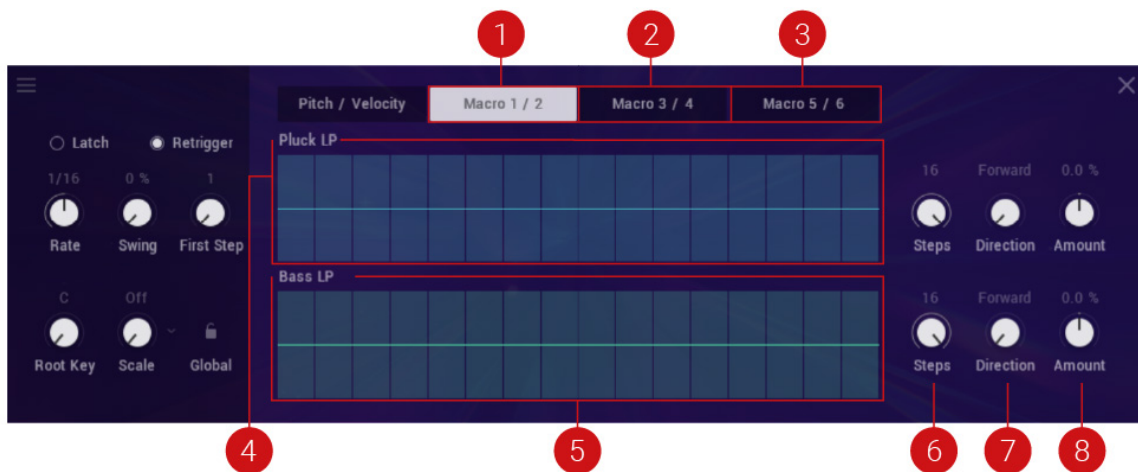 1 2 3
Pitch / Velocity Macro 1 / 2 Macro 3 / 4 Macro 5 / 6
Latch Retrigger
Pluck LP
1/16 0 % 1
Rate Swing First Step
16 Forward 0.0 %
Steps Direction Amount
Bass LP
C Off
Root Key Scale Global
16 Forward 0.0 %
Steps Direction Amount
4 5 6 7 8